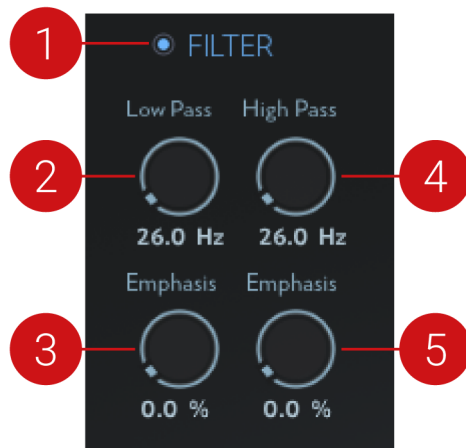 1 FILTER
Low Pass High Pass
2 4
26.0 Hz 26.0 Hz
Emphasis Emphasis
3 5
0.0 % 0.0 %